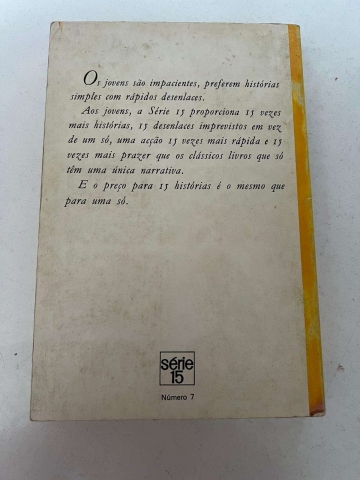 Os jovens são impacientes, preferem histórias
simples com rápidos desenlaces.
Aos jovens, a Série 15 proporciona 15 vezes
mais histórias, 15 desenlaces imprevistos em vez
de um só, uma acção 15 vezes mais rápida e 15
vezes mais prazer que os clássicos livros que só
têm uma única narrativa.
E o preço para 15 histórias é o mesmo que
para uma só.
série
15
Número 7